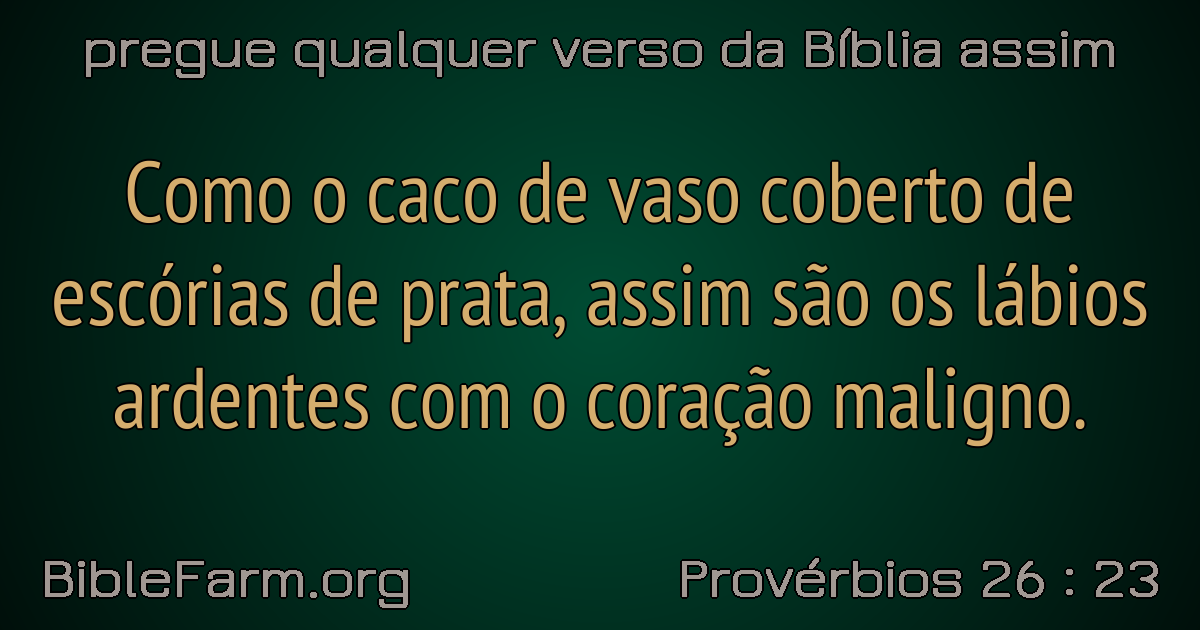 pregue qualquer verso da Bíblia assim
Como o caco de vaso coberto de
escórias de prata, assim são os lábios
ardentes com o coração maligno.
BibleFarm.org
Provérbios 26 : 23